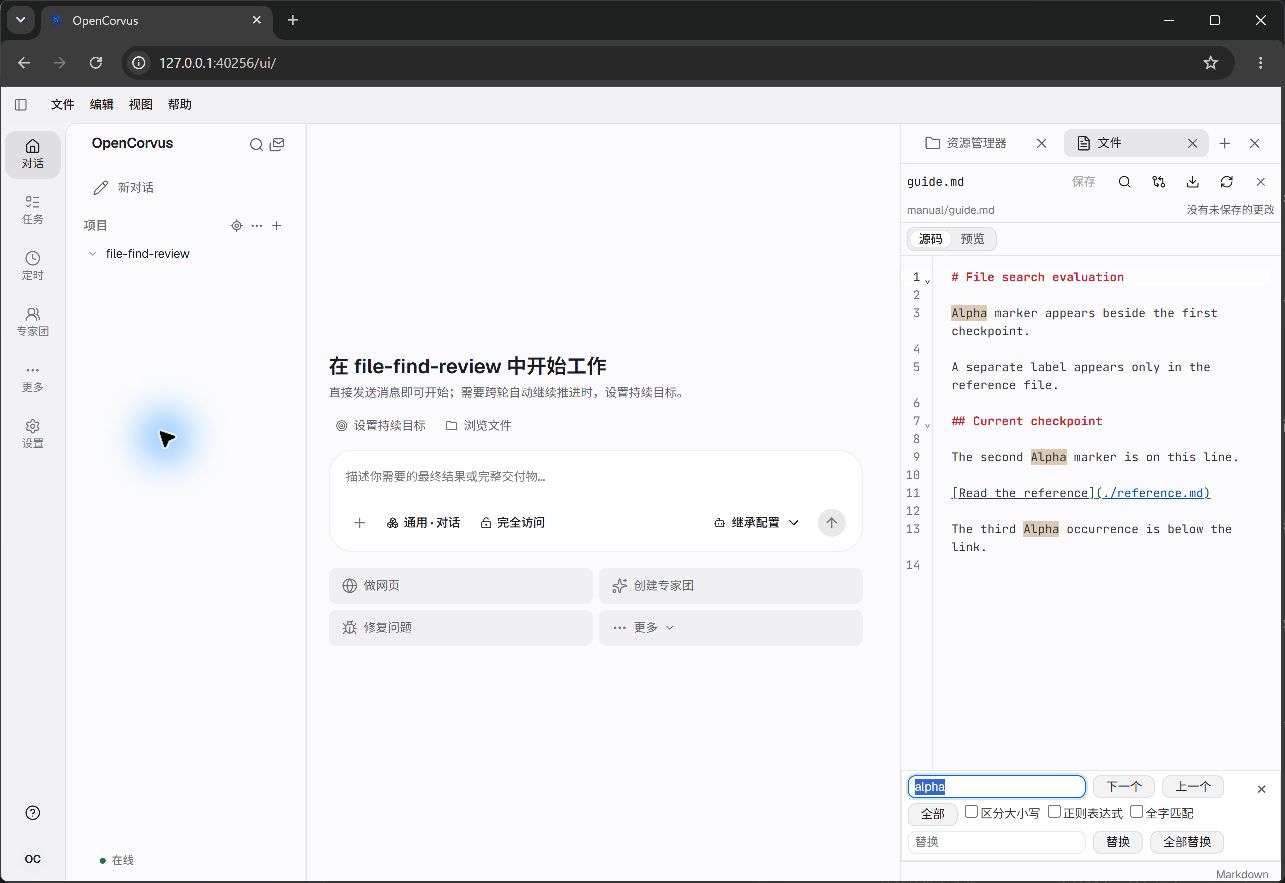 OpenCorvus
127.0.0.1:40256/ui/
文件 编辑 视图 帮助
对话
任务
定时
专家团
更多
设置
OC
OpenCorvus
新对话
项目
file-find-review
在线
在 file-find-review 中开始工作
直接发送消息即可开始；需要跨轮自动继续推进时，设置持续目标。
设置持续目标 浏览文件
描述你需要的最终结果或完整交付物...
通用 · 对话 完全访问 继承配置
做网页 创建专家团
修复问题 更多
资源管理器 文件
guide.md 保存
manual/guide.md 没有未保存的更改
源码 预览
1 # File search evaluation
2
3 Alpha marker appears beside the first
checkpoint.
4
5 A separate label appears only in the
reference file.
6
7 ## Current checkpoint
8
9 The second Alpha marker is on this line.
10
11 [Read the reference](./reference.md)
12
13 The third Alpha occurrence is below the
link.
14
alpha 下一个 上一个
全部 区分大小写 正则表达式 全字匹配
替换 替换 全部替换
Markdown